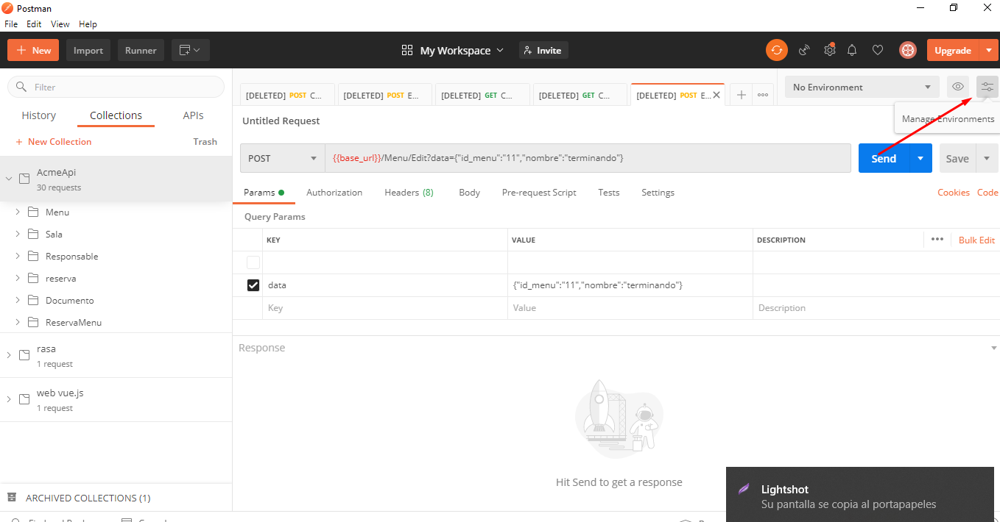 Postman
File Edit View Help
New Import Runner My Workspace Invite Upgrade
Filter
History Collections APIs
+ New Collection Trash
AcmeApi
30 requests
Menu
Sala
Responsable
reserva
Documento
ReservaMenu
rasa
1 request
web vue.js
1 request
ARCHIVED COLLECTIONS (1)
[DELETED] POST C... [DELETED] POST E... [DELETED] GET C... [DELETED] GET C... [DELETED] POST E...
No Environment
Manage Environments
Untitled Request
POST {{base_url}}/Menu/Edit?data={"id_menu":"11","nombre":"terminando"} Send Save
Params Authorization Headers (8) Body Pre-request Script Tests Settings Cookies Code
Query Params
KEY VALUE DESCRIPTION ••• Bulk Edit
data {"id_menu":"11","nombre":"terminando"}
Key Value Description
Response
Hit Send to get a response
Lightshot
Su pantalla se copia al portapapeles